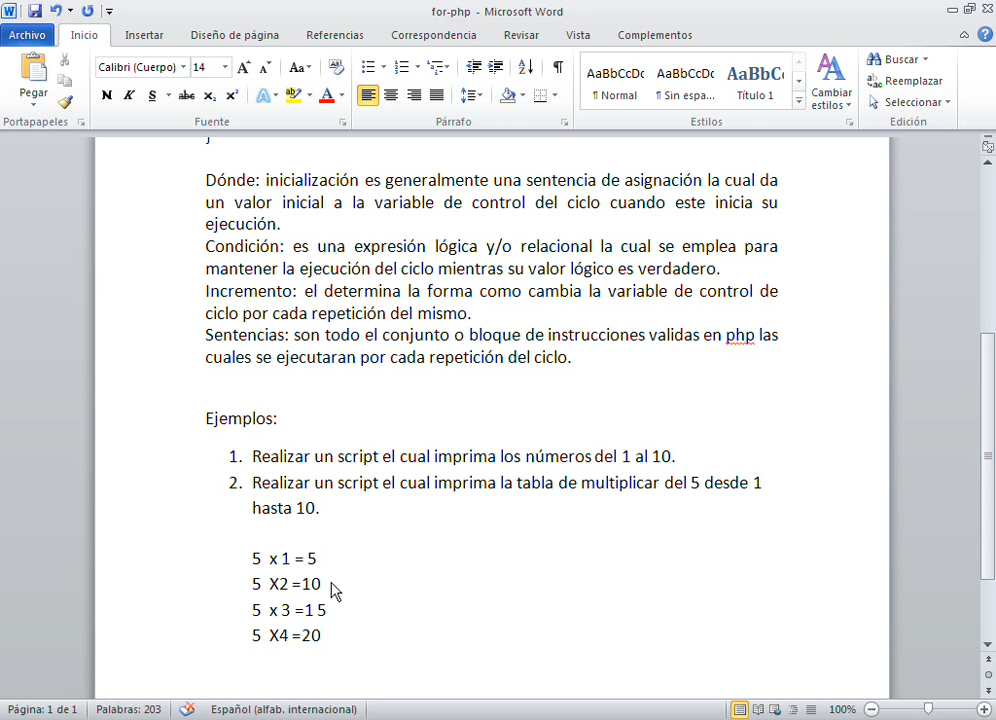 for-php - Microsoft Word
Archivo Inicio Insertar Diseño de página Referencias Correspondencia Revisar Vista Complementos
Pegar
Portapapeles
Calibri (Cuerpo) 14
Fuente
Párrafo
AaBbCcDc AaBbCcDc AaBbC
¶ Normal ¶ Sin espa... Título 1
Estilos
Cambiar
estilos
Buscar
Reemplazar
Seleccionar
Edición
Dónde: inicialización es generalmente una sentencia de asignación la cual da
un valor inicial a la variable de control del ciclo cuando este inicia su
ejecución.
Condición: es una expresión lógica y/o relacional la cual se emplea para
mantener la ejecución del ciclo mientras su valor lógico es verdadero.
Incremento: el determina la forma como cambia la variable de control de
ciclo por cada repetición del mismo.
Sentencias: son todo el conjunto o bloque de instrucciones validas en php las
cuales se ejecutaran por cada repetición del ciclo.
Ejemplos:
1. Realizar un script el cual imprima los números del 1 al 10.
2. Realizar un script el cual imprima la tabla de multiplicar del 5 desde 1
hasta 10.
5 x 1 = 5
5 X2 =10
5 x 3 =1 5
5 X4 =20
Página: 1 de 1 Palabras: 203 Español (alfab. internacional) 100%